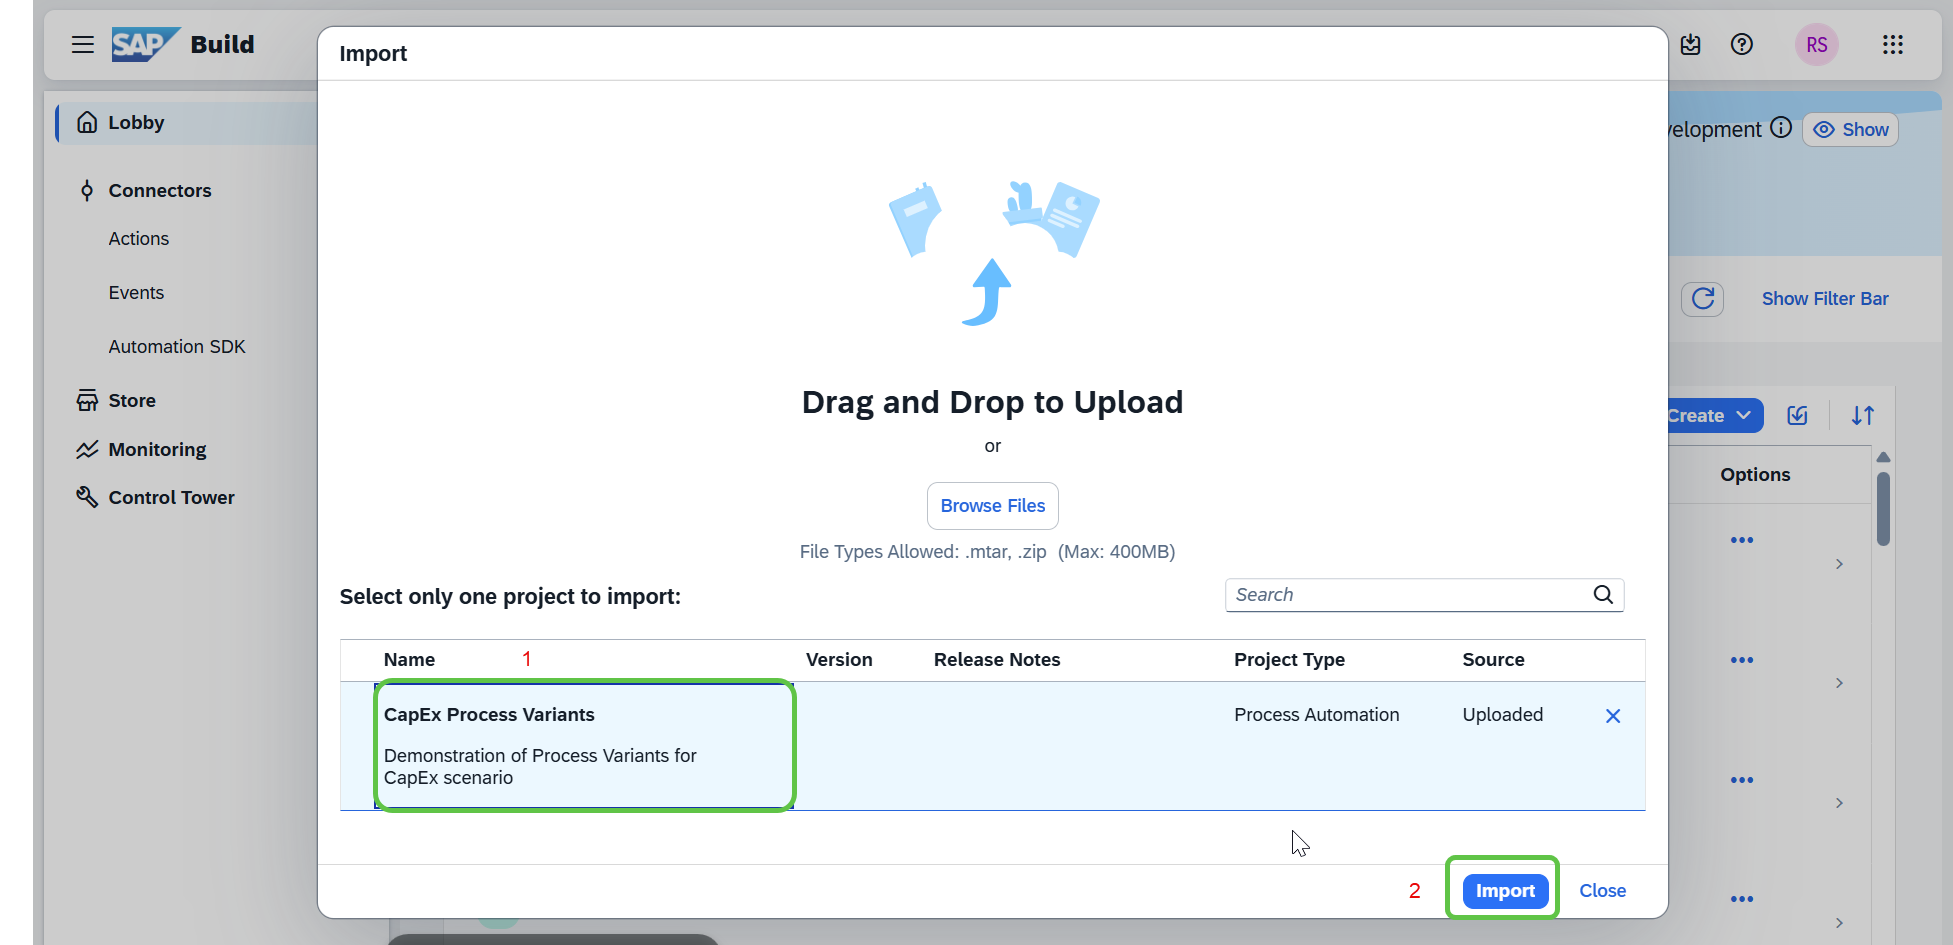 SAP Build
Import
RS
Lobby
velopment
Show
Connectors
Actions
Events
Show Filter Bar
Automation SDK
Store
Drag and Drop to Upload
Create
or
Monitoring
Options
Control Tower
Browse Files
File Types Allowed: .mtar, .zip (Max: 400MB)
Select only one project to import:
Search
Name 1 Version Release Notes Project Type Source
CapEx Process Variants Process Automation Uploaded
Demonstration of Process Variants for
CapEx scenario
2 Import Close